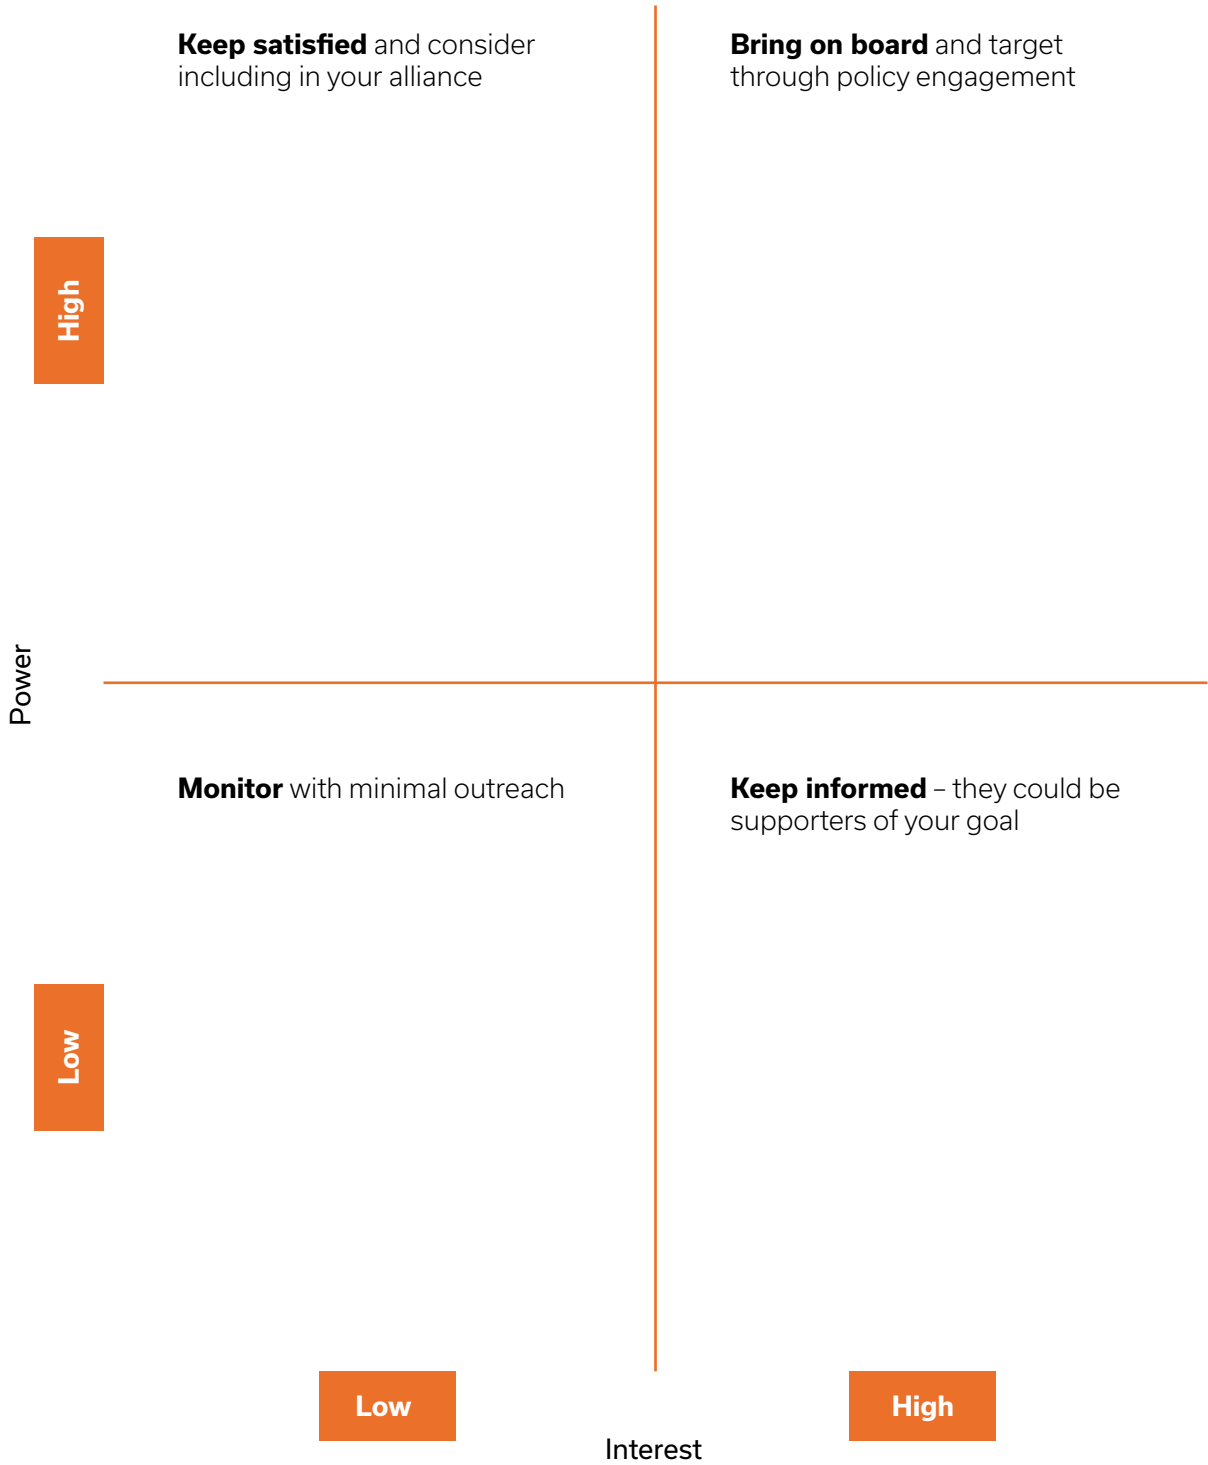 Keep satisfied and consider
including in your alliance
Bring on board and target
through policy engagement
High
Power
Monitor with minimal outreach
Keep informed – they could be
supporters of your goal
Low
Low
High
Interest